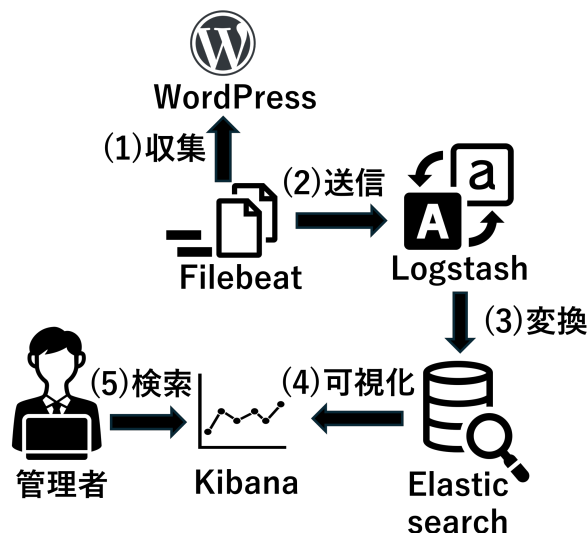 WordPress
(1)収集
(2)送信
Filebeat
Logstash
(3)変換
(5)検索
(4)可視化
管理者
Kibana
Elastic
search